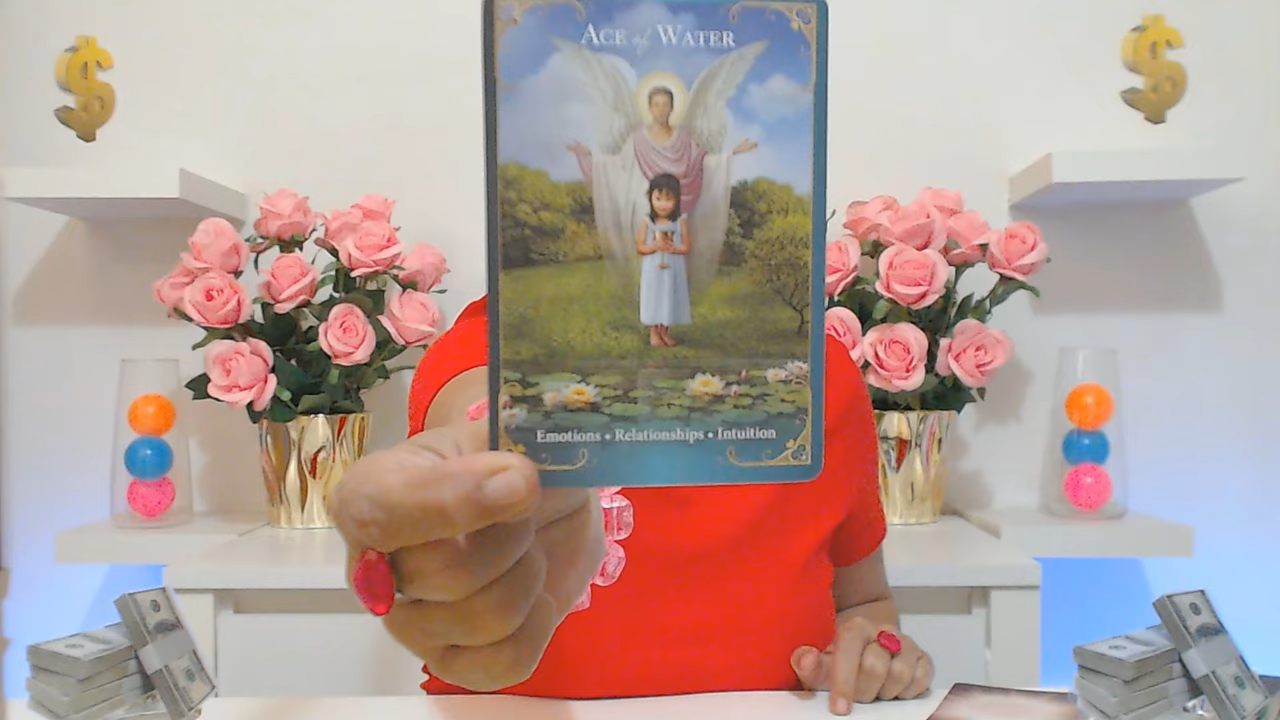 $
$
ACE of WATER
Emotions • Relationships • Intuition